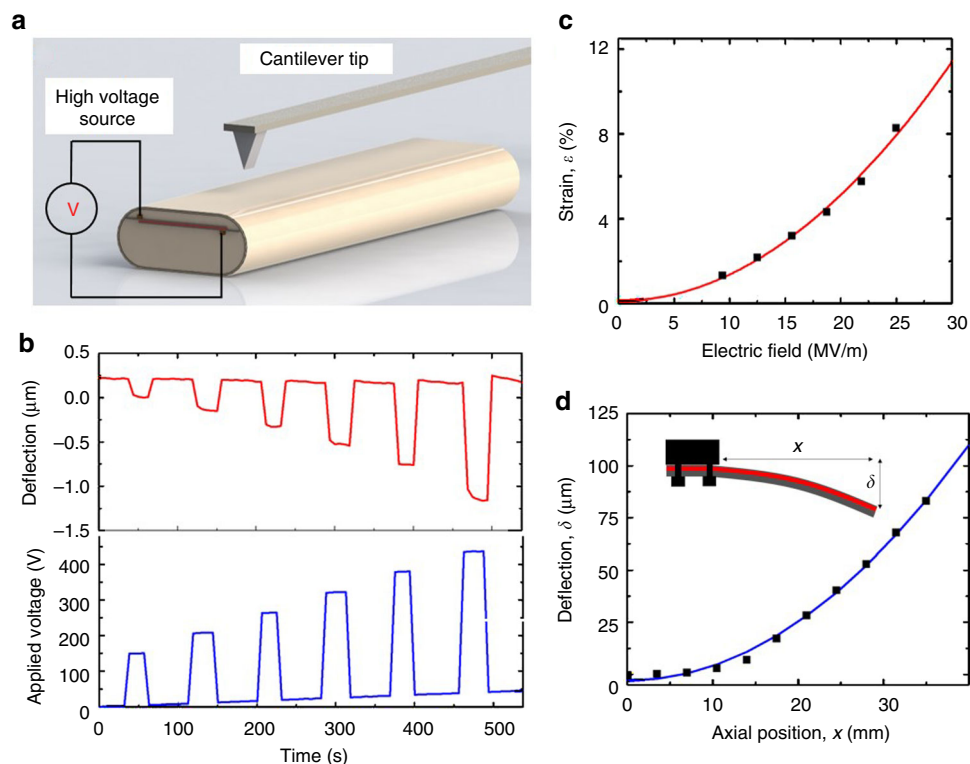 a
Cantilever tip
High voltage
source
V
b
0.5
0.0
–0.5
–1.0
–1.5
Deflection (μm)
400
300
200
100
0
Applied voltage (V)
0
100
200
300
400
500
Time (s)
c
12
8
4
0
Strain, ε (%)
0
5
10
15
20
25
30
Electric field (MV/m)
d
125
100
75
50
25
0
Deflection, δ (μm)
x
δ
0
10
20
30
Axial position, x (mm)